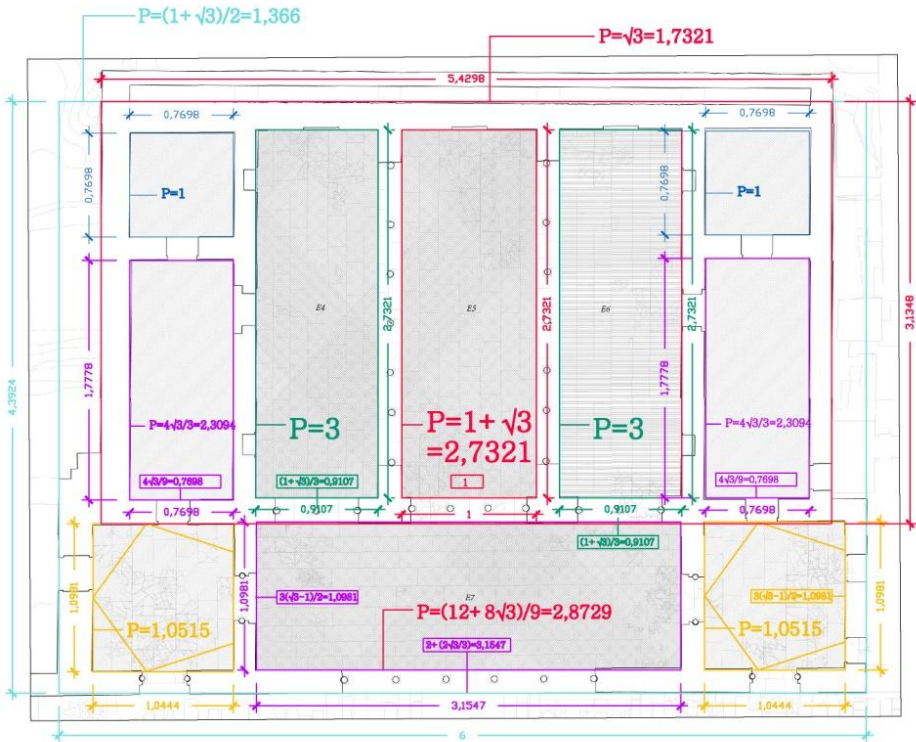 P=(1+ √3)/2=1,366
P=√3=1,7321
5,4298
0,7698
0,7698
0,7698
P=1
0,7698
P=1
E4
E5
E6
2,7321
2,7321
2,7321
3,1348
4,3924
1,7778
1,7778
P=4√3/3=2,3094
P=3
P=1+ √3
=2,7321
P=3
P=4√3/3=2,3094
4√3/9=0,7698
(1+ √3)/3=0,9107
1
4√3/9=0,7698
0,7698
0,9107
1
0,9107
0,7698
(1+ √3)/3=0,9107
1,0981
1,0981
3(√3-1)/2=1,0981
E7
3(√3-1)/2=1,0981
1,0981
P=1,0515
P=(12+ 8√3)/9=2,8729
P=1,0515
2+ (2√3/3)=3,1547
1,0444
3,1547
1,0444
6